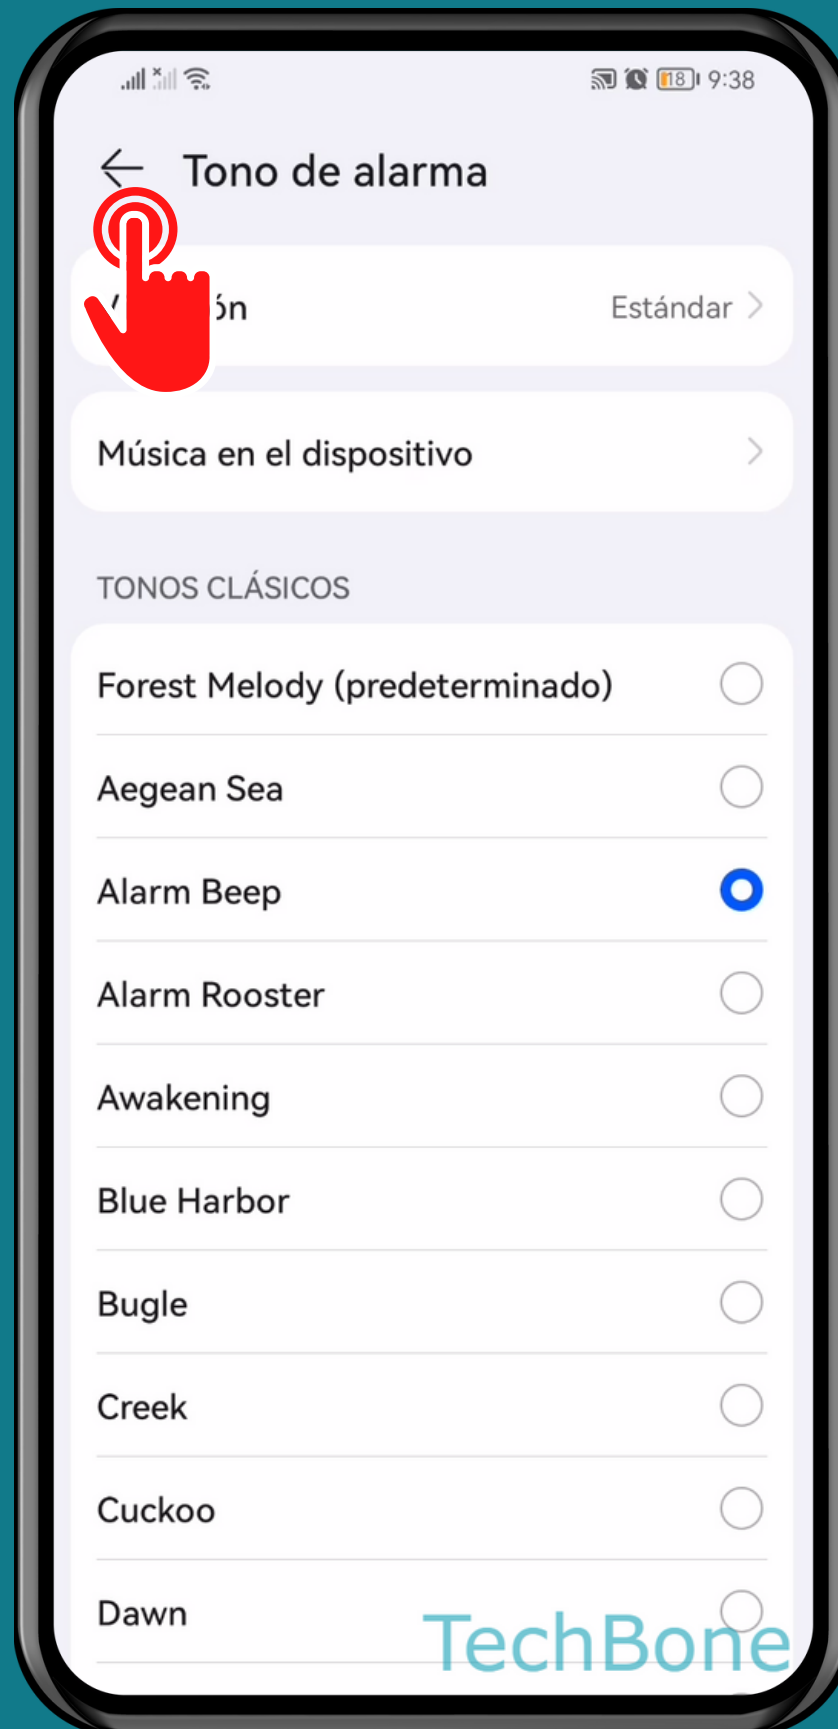 18 9:38
Tono de alarma
Estándar
Música en el dispositivo
TONOS CLÁSICOS
Forest Melody (predeterminado)
Aegean Sea
Alarm Beep
Alarm Rooster
Awakening
Blue Harbor
Bugle
Creek
Cuckoo
Dawn
TechBone